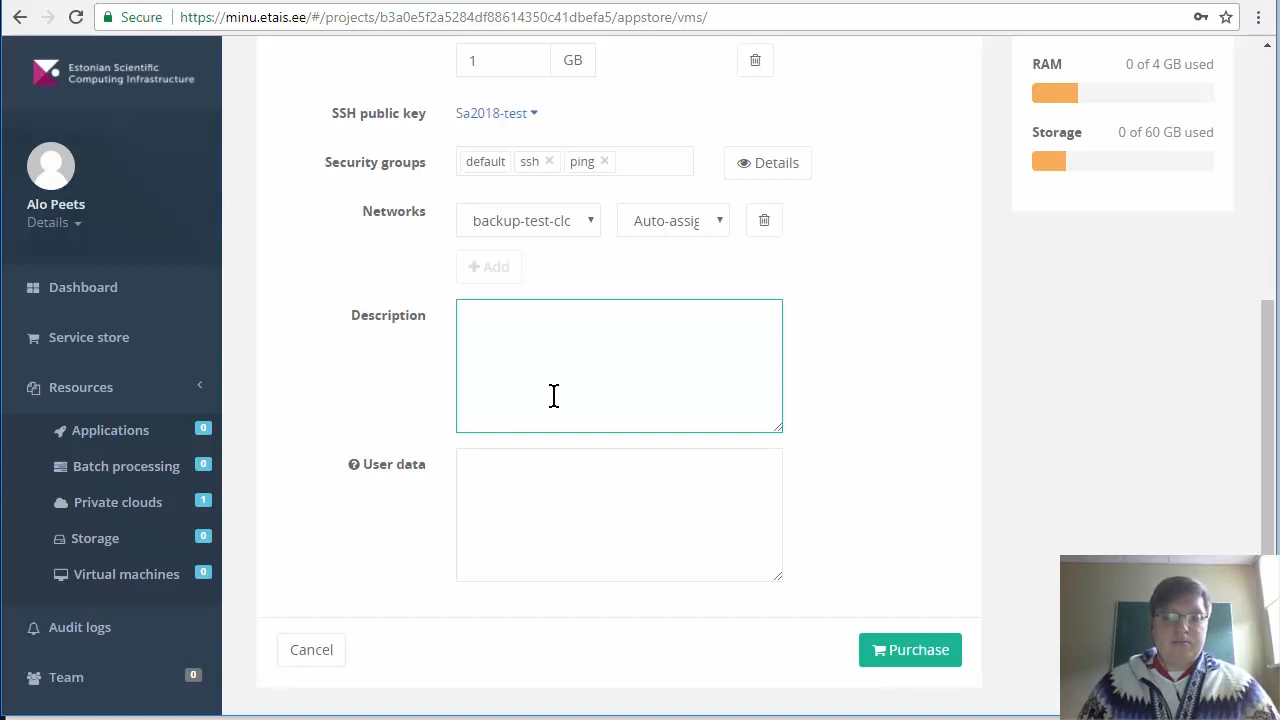 Secure
https://minu.etais.ee/#/projects/b3a0e5f2a5284df88614350c41dbefa5/appstore/vms/
Estonian Scientific
Computing Infrastructure
Alo Peets
Details
Dashboard
Service store
Resources
Applications 0
Batch processing 0
Private clouds 1
Storage 0
Virtual machines 0
Audit logs
Team 0
1 GB
SSH public key Sa2018-test
Security groups default ssh × ping × Details
Networks backup-test-clc Auto-assig
+ Add
Description
? User data
Cancel Purchase
RAM 0 of 4 GB used
Storage 0 of 60 GB used